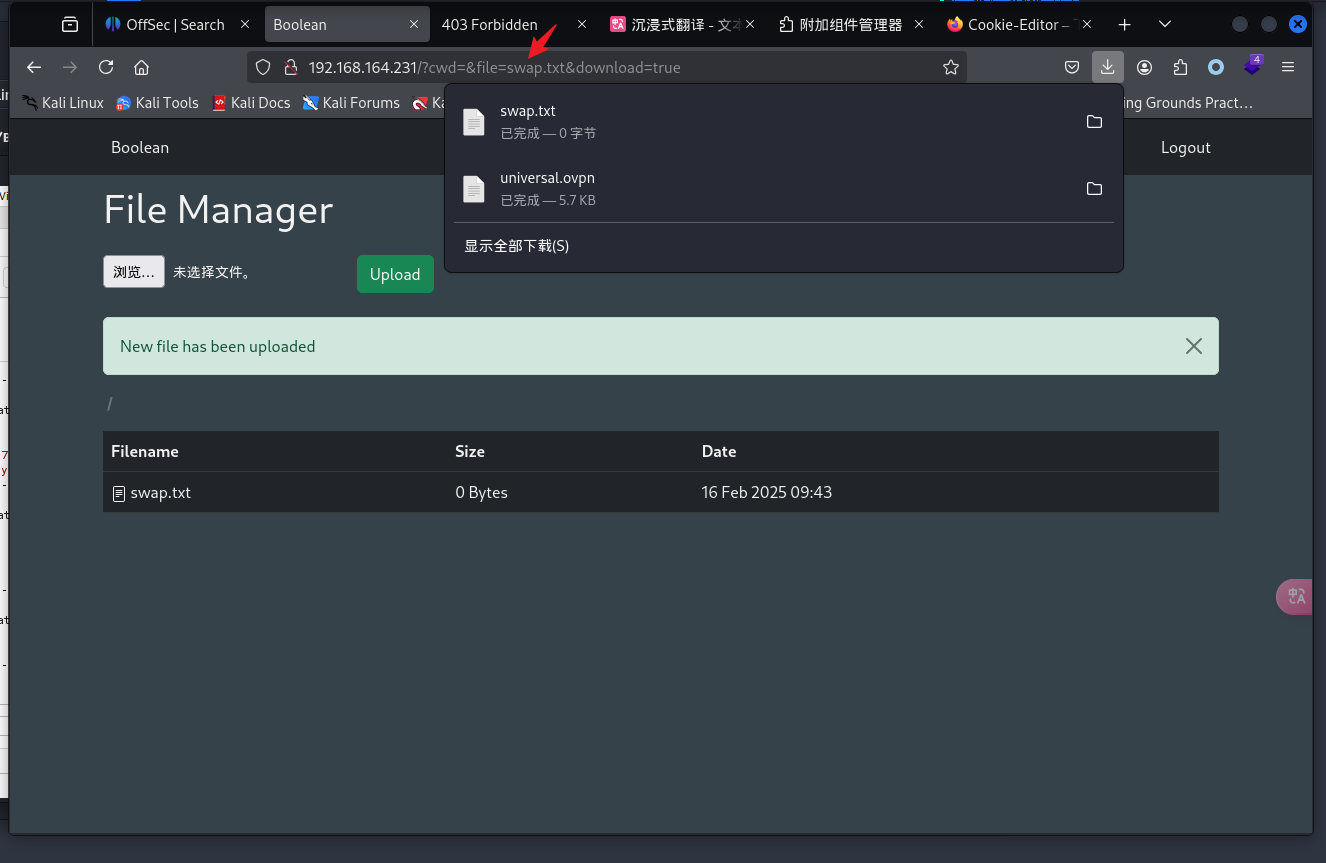 OffSec | Search
Boolean
403 Forbidden
沉浸式翻译 - 文本
附加组件管理器
Cookie-Editor –
192.168.164.231/?cwd=&file=swap.txt&download=true
4
Kali Linux
Kali Tools
Kali Docs
Kali Forums
Ka
ing Grounds Pract…
swap.txt
已完成 — 0 字节
universal.ovpn
已完成 — 5.7 KB
显示全部下载(S)
Boolean
Logout
File Manager
浏览…
未选择文件。
Upload
New file has been uploaded
/
Filename Size Date
swap.txt 0 Bytes 16 Feb 2025 09:43